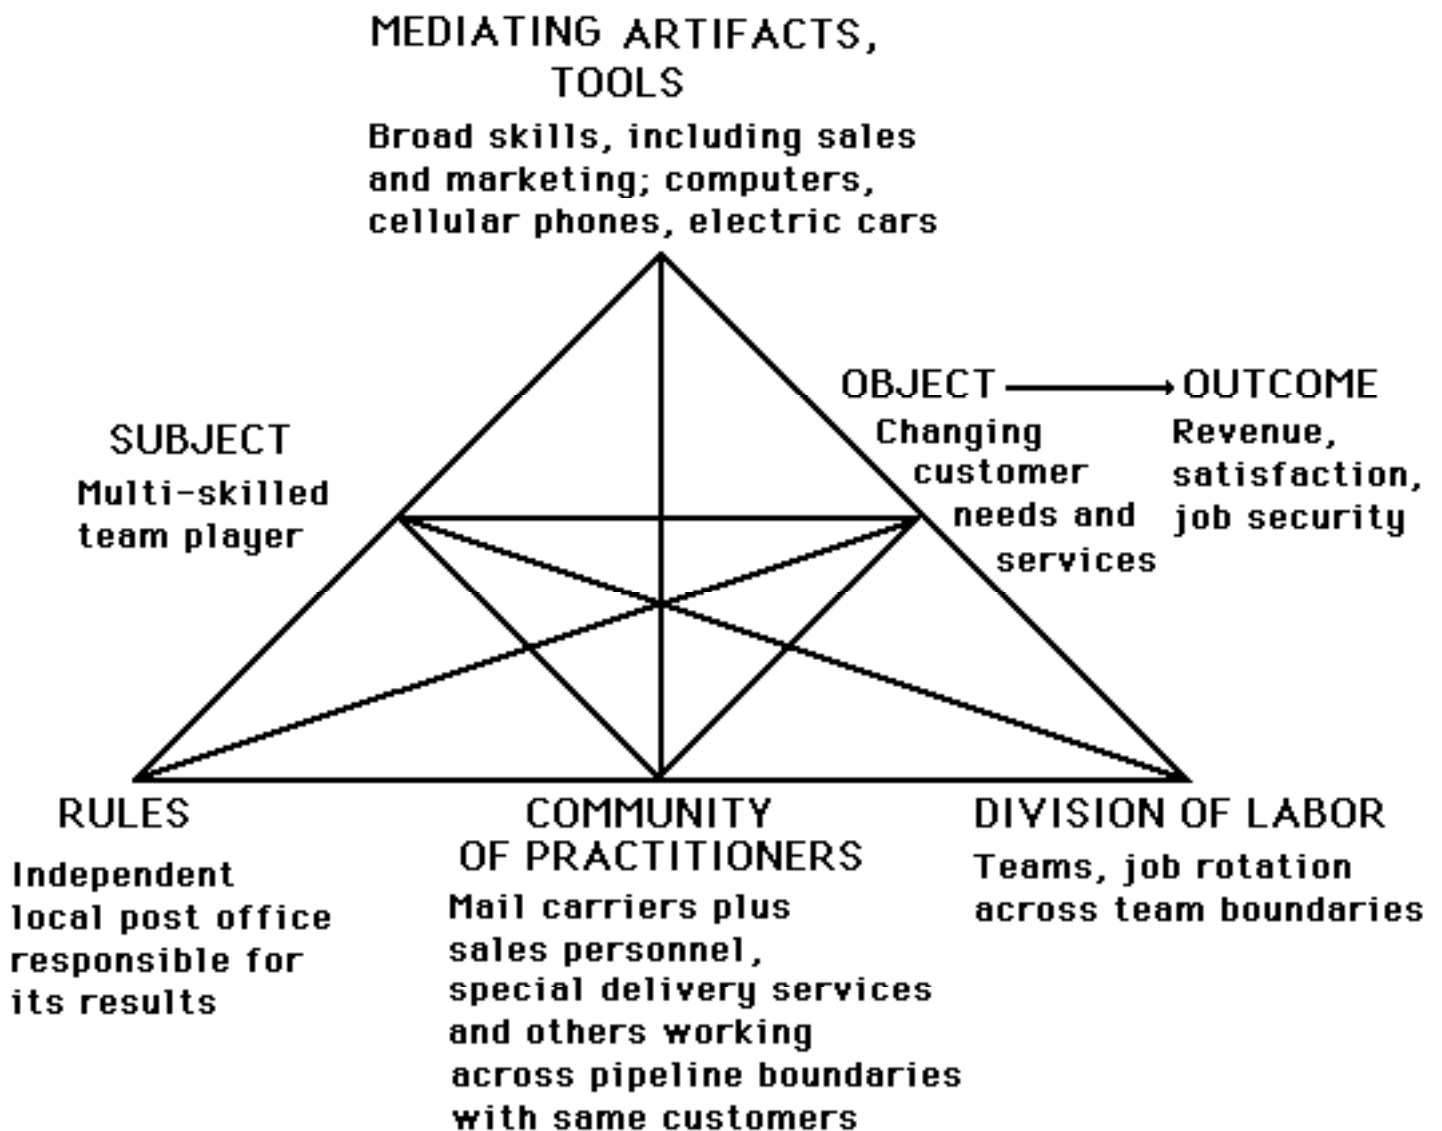 MEDIATING ARTIFACTS,
TOOLS
Broad skills, including sales
and marketing; computers,
cellular phones, electric cars
SUBJECT
Multi-skilled
team player
OBJECT
Changing
customer
needs and
services
OUTCOME
Revenue,
satisfaction,
job security
RULES
Independent
local post office
responsible for
its results
COMMUNITY
OF PRACTITIONERS
Mail carriers plus
sales personnel,
special delivery services
and others working
across pipeline boundaries
with same customers
DIVISION OF LABOR
Teams, job rotation
across team boundaries